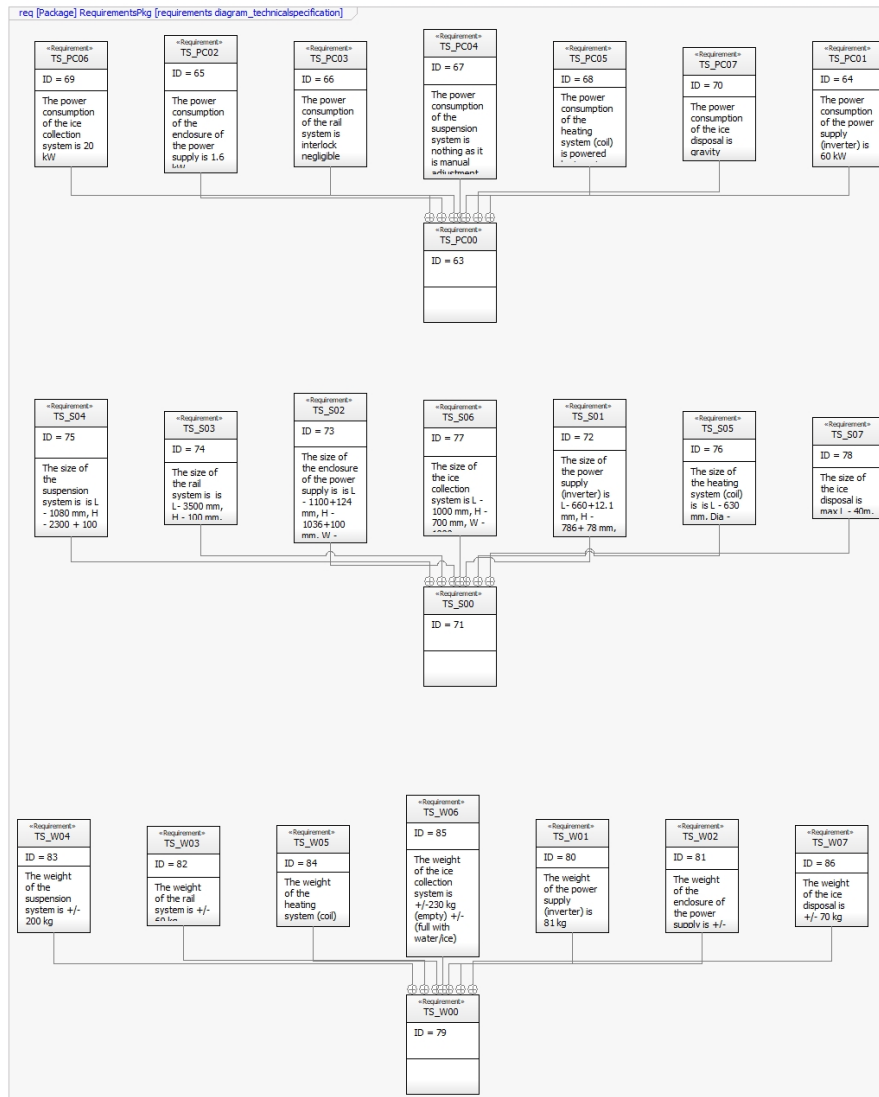 req [Package] RequirementsPkg [requirements diagram_technicalspecification]
«Requirement»
TS_PC06
ID = 69
The power
consumption
of the ice
collection
system is 20
kW
«Requirement»
TS_PC02
ID = 65
The power
consumption
of the
enclosure of
the power
supply is 1.6
kW
«Requirement»
TS_PC03
ID = 66
The power
consumption
of the rail
system is
interlock
negligible
«Requirement»
TS_PC04
ID = 67
The power
consumption
of the
suspension
system is
nothing as it
is manual
adjustment
«Requirement»
TS_PC05
ID = 68
The power
consumption
of the
heating
system (coil)
is powered
«Requirement»
TS_PC07
ID = 70
The power
consumption
of the ice
disposal is
gravity
«Requirement»
TS_PC01
ID = 64
The power
consumption
of the power
supply
(inverter) is
60 kW
«Requirement»
TS_PC00
ID = 63
«Requirement»
TS_S04
ID = 75
The size of
the
suspension
system is is L
- 1080 mm, H
- 2300 + 100
«Requirement»
TS_S03
ID = 74
The size of
the rail
system is is
L- 3500 mm,
H - 100 mm,
«Requirement»
TS_S02
ID = 73
The size of
the enclosure
of the power
supply is is L
- 1100+124
mm, H -
1036+100
mm, W -
«Requirement»
TS_S06
ID = 77
The size of
the ice
collection
system is L -
1000 mm, H -
700 mm, W -
«Requirement»
TS_S01
ID = 72
The size of
the power
supply
(inverter) is
L- 660+12.1
mm, H -
786+ 78 mm,
«Requirement»
TS_S05
ID = 76
The size of
the heating
system (coil)
is is L - 630
mm, Dia -
«Requirement»
TS_S07
ID = 78
The size of
the ice
disposal is
max L - 40m,
«Requirement»
TS_S00
ID = 71
«Requirement»
TS_W04
ID = 83
The weight
of the
suspension
system is +/-
200 kg
«Requirement»
TS_W03
ID = 82
The weight
of the rail
system is +/-
60 kg
«Requirement»
TS_W05
ID = 84
The weight
of the
heating
system (coil)
«Requirement»
TS_W06
ID = 85
The weight
of the ice
collection
system is
+/-230 kg
(empty) +/-
(full with
water/ice)
«Requirement»
TS_W01
ID = 80
The weight
of the power
supply
(inverter) is
81 kg
«Requirement»
TS_W02
ID = 81
The weight
of the
enclosure of
the power
supply is +/-
«Requirement»
TS_W07
ID = 86
The weight
of the ice
disposal is
+/- 70 kg
«Requirement»
TS_W00
ID = 79